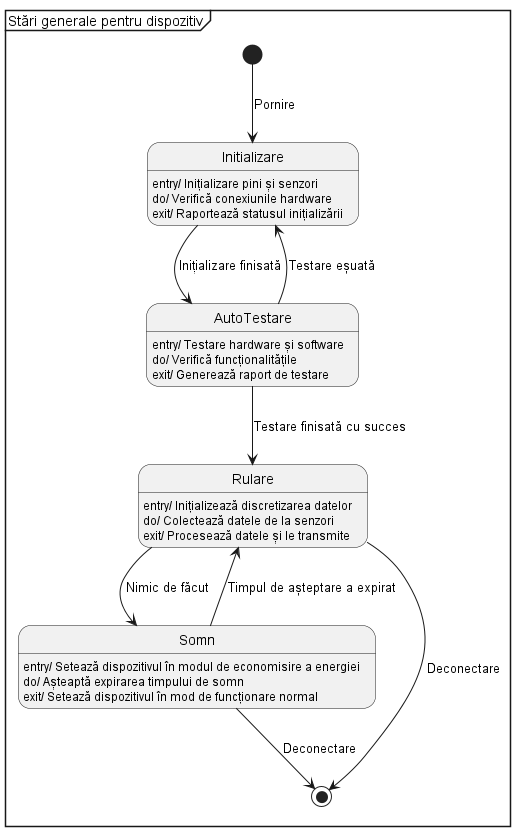 Stări generale pentru dispozitiv
Pornire
Initializare
entry/ Inițializare pini și senzori
do/ Verifică conexiunile hardware
exit/ Raportează statusul inițializării
Inițializare finisată
Testare eșuată
AutoTestare
entry/ Testare hardware și software
do/ Verifică funcționalitățile
exit/ Generează raport de testare
Testare finisată cu succes
Rulare
entry/ Inițializează discretizarea datelor
do/ Colectează datele de la senzori
exit/ Procesează datele și le transmite
Nimic de făcut
Timpul de așteptare a expirat
Somn
entry/ Setează dispozitivul în modul de economisire a energiei
do/ Așteaptă expirarea timpului de somn
exit/ Setează dispozitivul în mod de funcționare normal
Deconectare
Deconectare